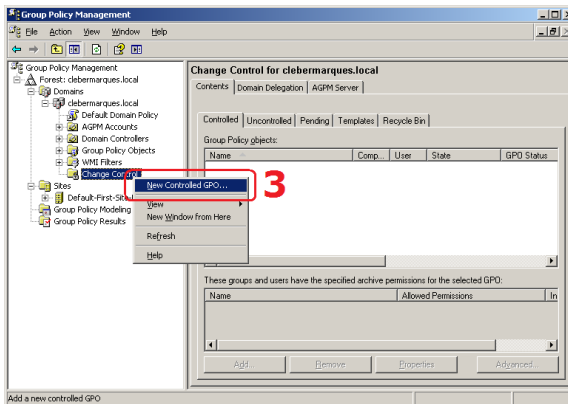 Group Policy Management
File Action View Window Help
Group Policy Management
Forest: clebermarques.local
Domains
clebermarques.local
Default Domain Policy
AGPM Accounts
Domain Controllers
Group Policy Objects
WMI Filters
Change Control
Sites
Default-First-Site
Group Policy Modeling
Group Policy Results
New Controlled GPO...
View
New Window from Here
Refresh
Help
3
Change Control for clebermarques.local
Contents Domain Delegation AGPM Server
Controlled Uncontrolled Pending Templates Recycle Bin
Group Policy objects:
Name Comp... User State GPO Status
These groups and users have the specified archive permissions for the selected GPO:
Name Allowed Permissions In
Add... Remove Properties Advanced...
Add a new controlled GPO